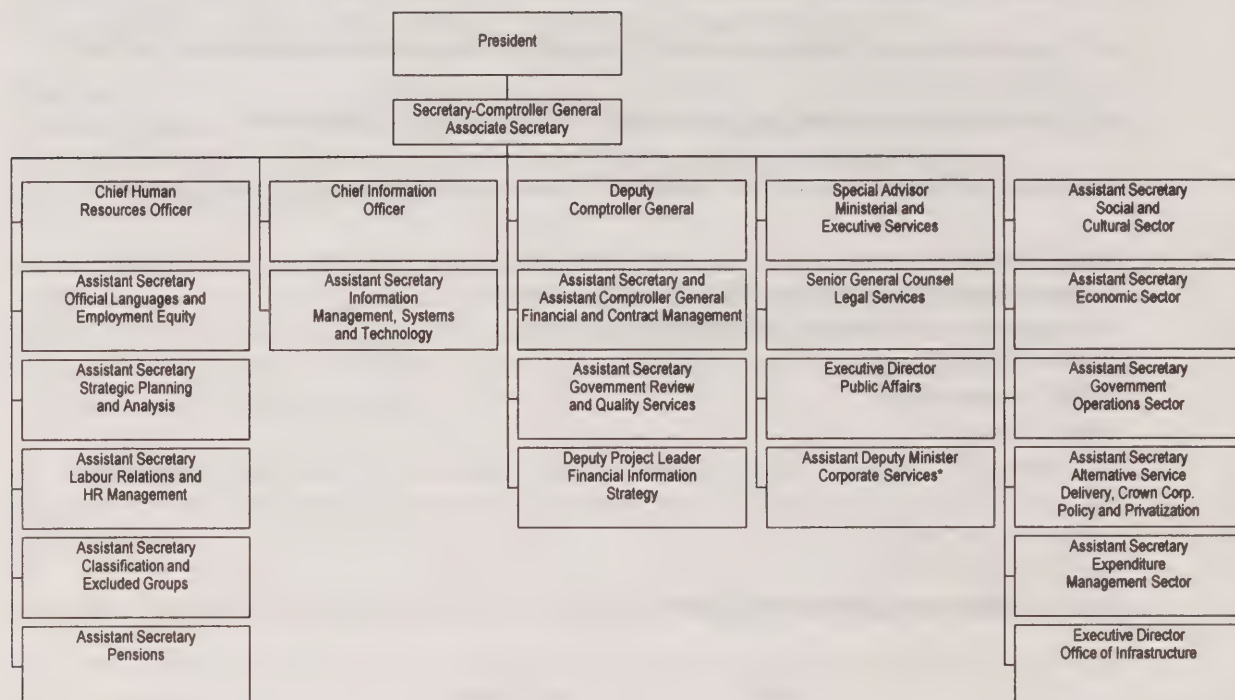 President
Secretary-Comptroller General
Associate Secretary
Chief Human
Resources Officer
Assistant Secretary
Official Languages and
Employment Equity
Assistant Secretary
Strategic Planning
and Analysis
Assistant Secretary
Labour Relations and
HR Management
Assistant Secretary
Classification and
Excluded Groups
Assistant Secretary
Pensions
Chief Information
Officer
Assistant Secretary
Information
Management, Systems
and Technology
Deputy
Comptroller General
Assistant Secretary and
Assistant Comptroller General
Financial and Contract Management
Assistant Secretary
Government Review
and Quality Services
Deputy Project Leader
Financial Information
Strategy
Special Advisor
Ministerial and
Executive Services
Senior General Counsel
Legal Services
Executive Director
Public Affairs
Assistant Deputy Minister
Corporate Services*
Assistant Secretary
Social and
Cultural Sector
Assistant Secretary
Economic Sector
Assistant Secretary
Government
Operations Sector
Assistant Secretary
Alternative Service
Delivery, Crown Corp.
Policy and Privatization
Assistant Secretary
Expenditure
Management Sector
Executive Director
Office of Infrastructure